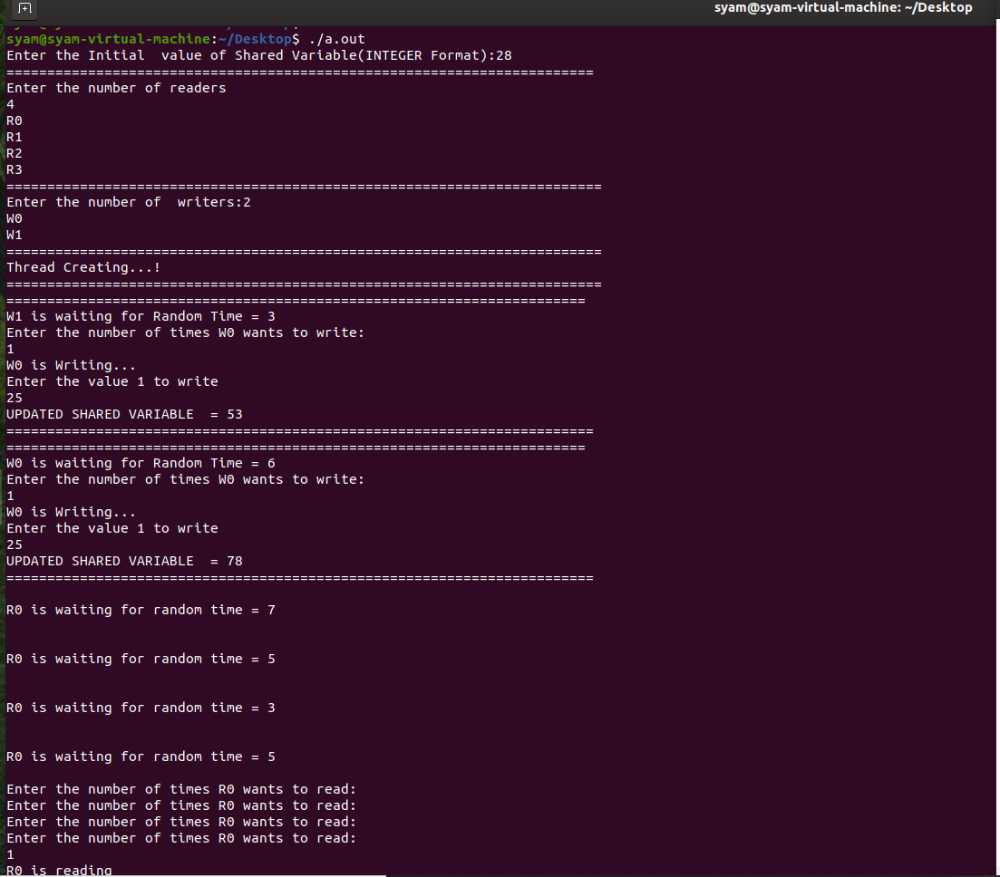 syam@syam-virtual-machine: ~/Desktop
syam@syam-virtual-machine:~/Desktop$ ./a.out
Enter the Initial  value of Shared Variable(INTEGER Format):28
========================================================================
Enter the number of readers
4
R0
R1
R2
R3
=========================================================================
Enter the number of  writers:2
W0
W1
=========================================================================
Thread Creating...!
=========================================================================
=======================================================================
W1 is waiting for Random Time = 3
Enter the number of times W0 wants to write:
1
W0 is Writing...
Enter the value 1 to write
25
UPDATED SHARED VARIABLE  = 53
========================================================================
=======================================================================
W0 is waiting for Random Time = 6
Enter the number of times W0 wants to write:
1
W0 is Writing...
Enter the value 1 to write
25
UPDATED SHARED VARIABLE  = 78
========================================================================
R0 is waiting for random time = 7
R0 is waiting for random time = 5
R0 is waiting for random time = 3
R0 is waiting for random time = 5
Enter the number of times R0 wants to read:
Enter the number of times R0 wants to read:
Enter the number of times R0 wants to read:
Enter the number of times R0 wants to read:
1
R0 is reading